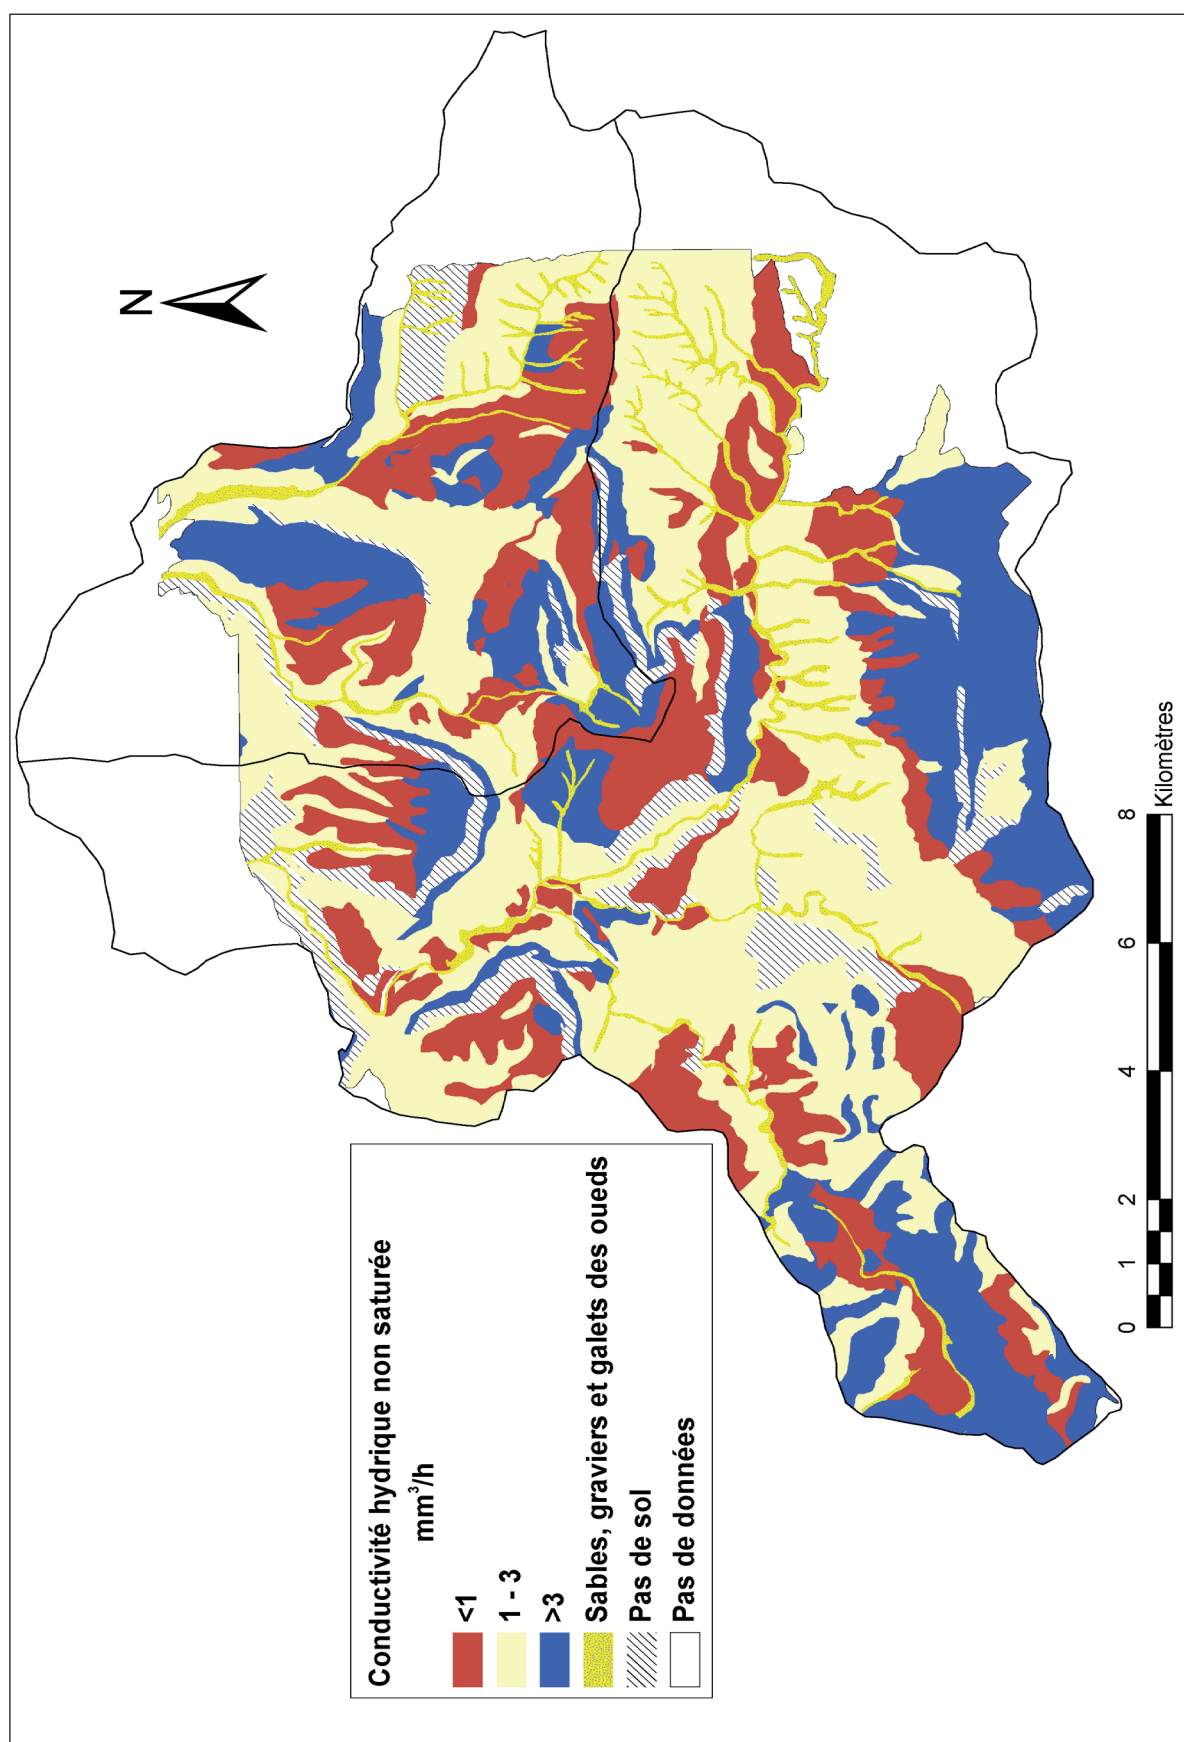 N
Conductivité hydrique non saturée
mm³/h
<1
1 - 3
>3
Sables, graviers et galets des oueds
Pas de sol
Pas de données
0 1 2 4 6 8
Kilomètres